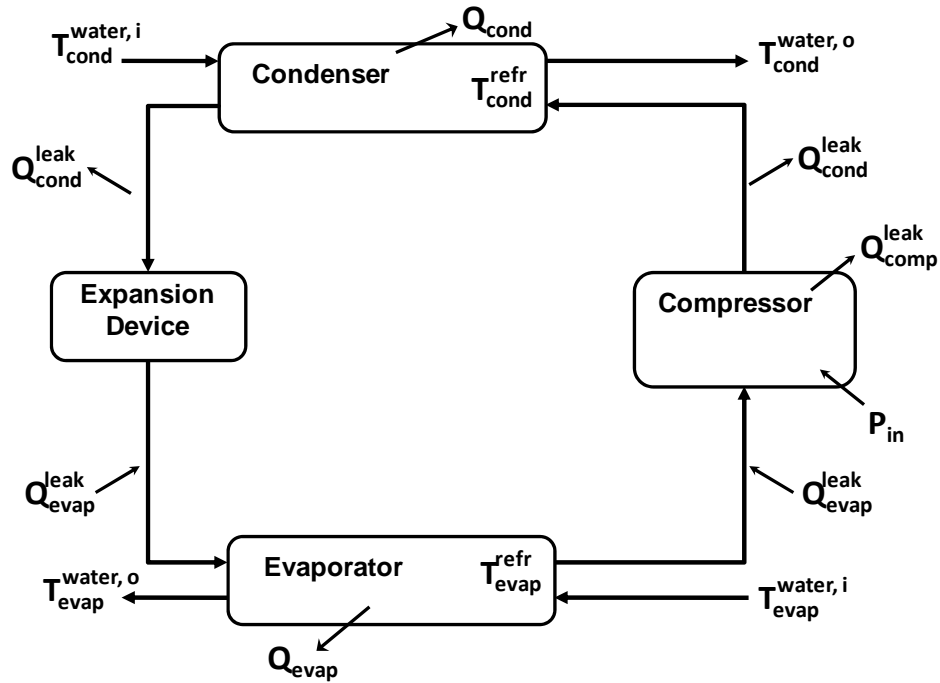 Q_cond
T_cond^water, i
T_cond^water, o
Condenser
T_cond^refr
Q_cond^leak
Q_cond^leak
Q_comp^leak
Expansion
Device
Compressor
P_in
Q_evap^leak
Q_evap^leak
Evaporator
T_evap^refr
T_evap^water, o
T_evap^water, i
Q_evap